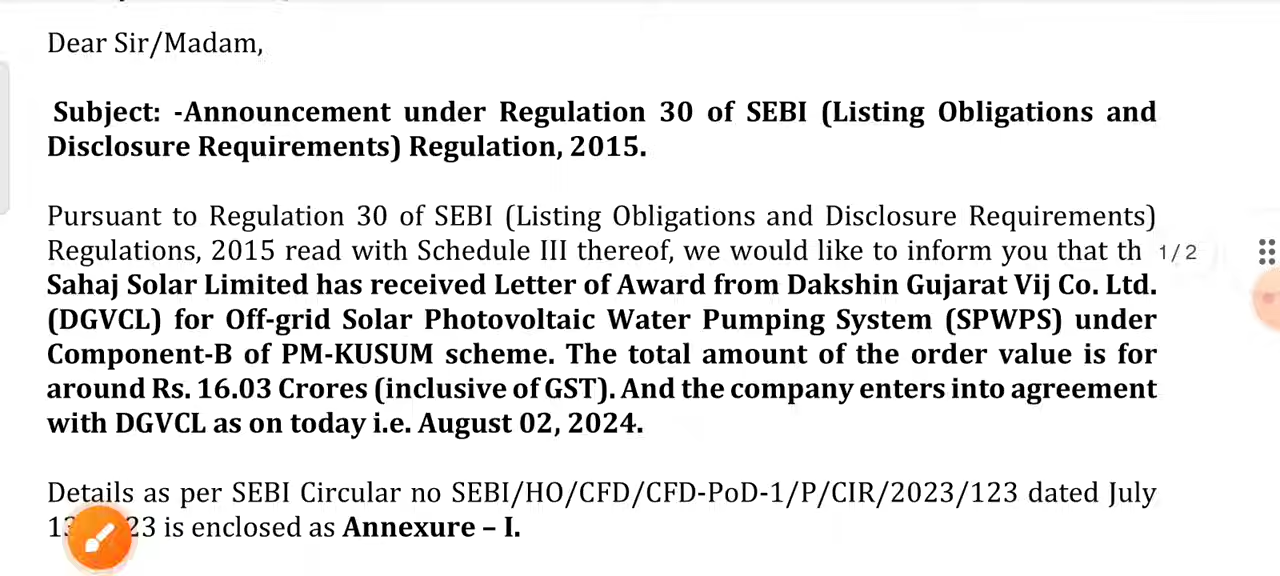 Dear Sir/Madam,
Subject: -Announcement under Regulation 30 of SEBI (Listing Obligations and
Disclosure Requirements) Regulation, 2015.
Pursuant to Regulation 30 of SEBI (Listing Obligations and Disclosure Requirements)
Regulations, 2015 read with Schedule III thereof, we would like to inform you that th 1/2
Sahaj Solar Limited has received Letter of Award from Dakshin Gujarat Vij Co. Ltd.
(DGVCL) for Off-grid Solar Photovoltaic Water Pumping System (SPWPS) under
Component-B of PM-KUSUM scheme. The total amount of the order value is for
around Rs. 16.03 Crores (inclusive of GST). And the company enters into agreement
with DGVCL as on today i.e. August 02, 2024.
Details as per SEBI Circular no SEBI/HO/CFD/CFD-PoD-1/P/CIR/2023/123 dated July
23 is enclosed as Annexure – I.